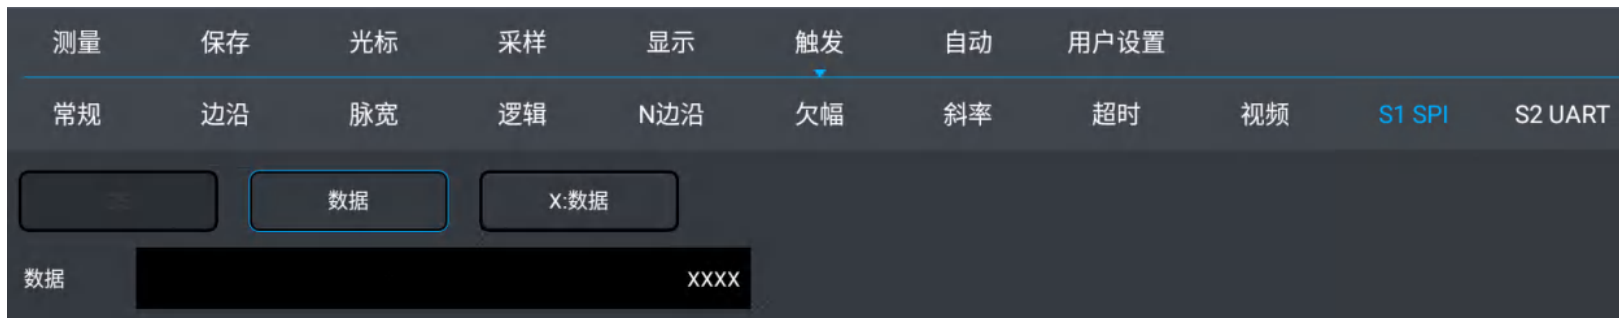 测量 保存 光标 采样 显示 触发 自动 用户设置
常规 边沿 脉宽 逻辑 N边沿 欠幅 斜率 超时 视频 S1 SPI S2 UART
数据 X:数据
数据 XXXX